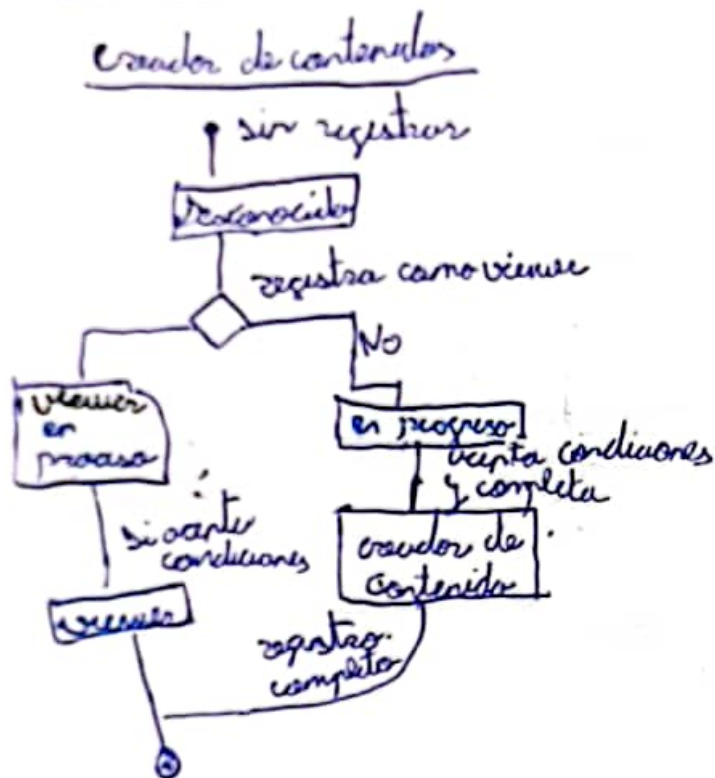 creador de contenidos
sin registrar
Desconocido
registra como viewer
No
viewer
en
proceso
en progreso
acepta condiciones
y completa
si acepta
condiciones
creador de
contenido
viewer
registro
completo